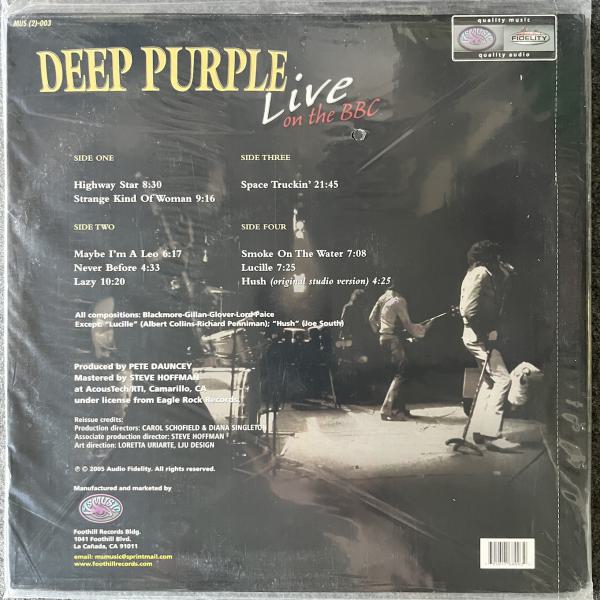 MUS (2)-003
quality music
MSMUSIC
FIDELITY
quality audio
DEEP PURPLE
Live
on the BBC
SIDE ONE
Highway Star 8:30
Strange Kind Of Woman 9:16
SIDE TWO
Maybe I'm A Leo 6:17
Never Before 4:33
Lazy 10:20
SIDE THREE
Space Truckin' 21:45
SIDE FOUR
Smoke On The Water 7:08
Lucille 7:25
Hush (original studio version) 4:25
All compositions: Blackmore-Gillan-Glover-Lord-Paice
Except: "Lucille" (Albert Collins-Richard Penniman); "Hush" (Joe South)
Produced by PETE DAUNCEY
Mastered by STEVE HOFFMAN
at AcousTech/RTI, Camarillo, CA
under license from Eagle Rock Records.
Reissue credits:
Production directors: CAROL SCHOFIELD & DIANA SINGLETON
Associate production director: STEVE HOFFMAN
Art direction: LORETTA URIARTE, LJU DESIGN
℗ © 2005 Audio Fidelity. All rights reserved.
Manufactured and marketed by
MSMUSIC
Foothill Records Bldg.
1041 Foothill Blvd.
La Cañada, CA 91011
email: msmusic@sprintmail.com
www.foothillrecords.com